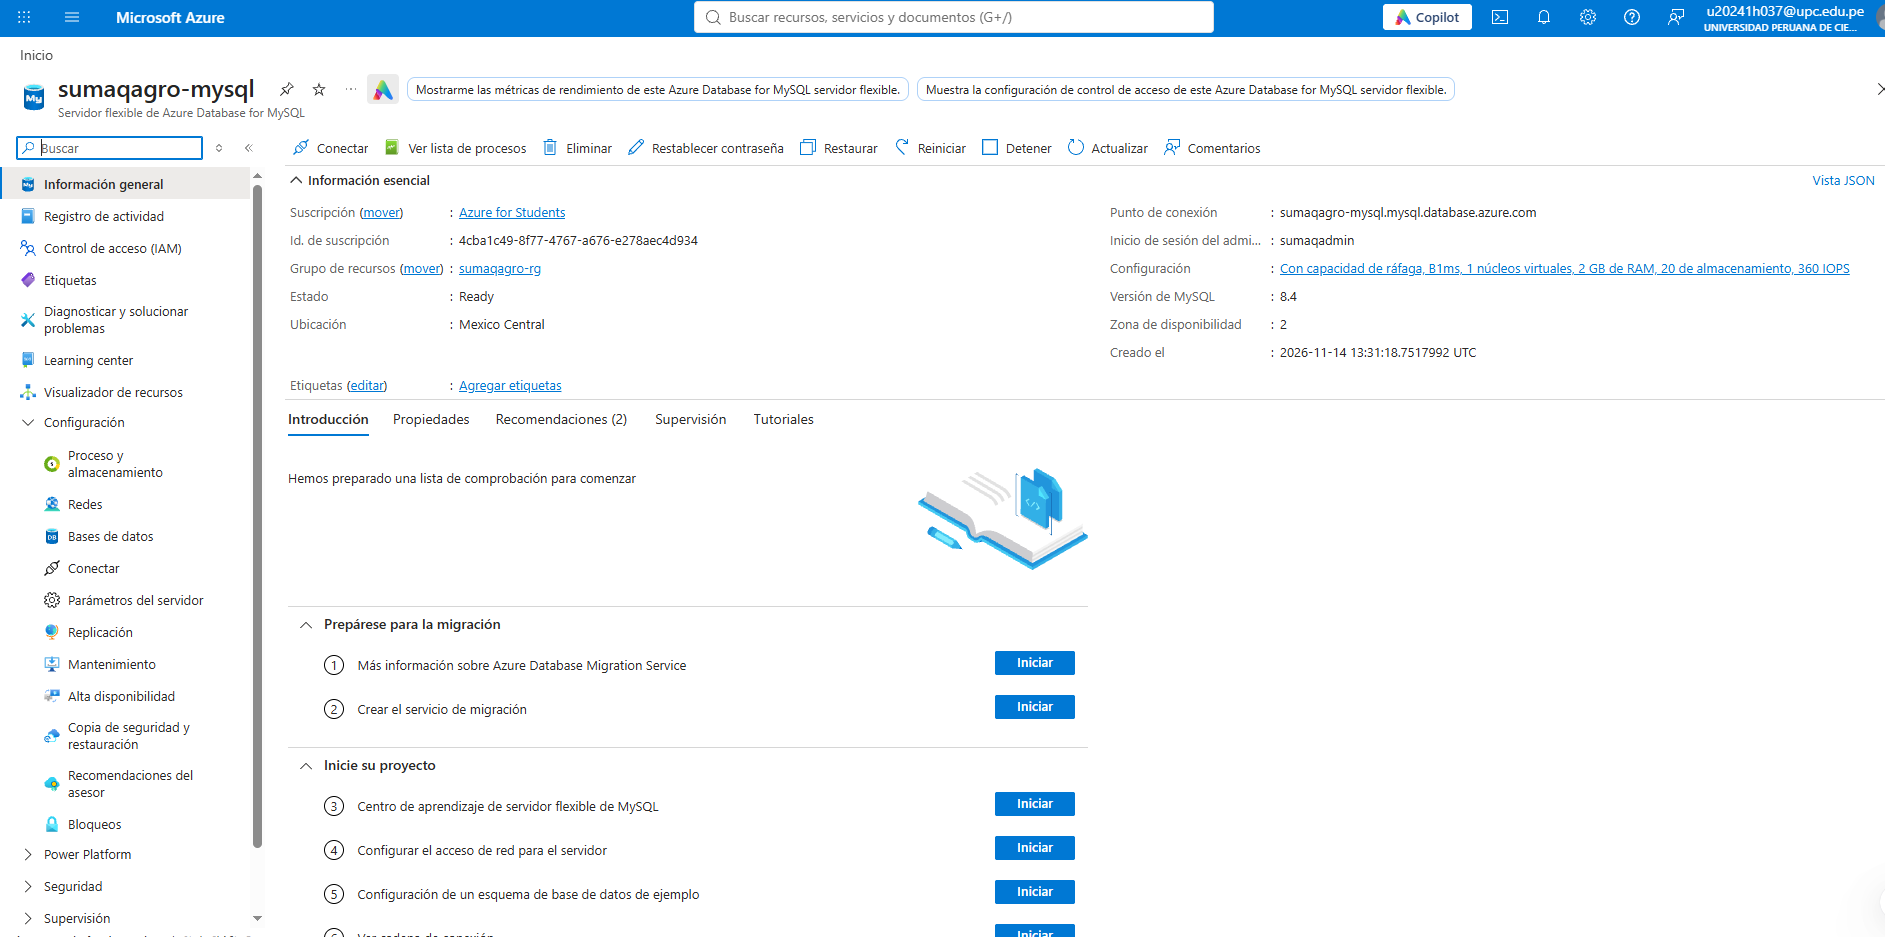 Microsoft Azure
Buscar recursos, servicios y documentos (G+/)
Copilot
u20241h037@upc.edu.pe
UNIVERSIDAD PERUANA DE CIE...
Inicio
sumaqagro-mysql
Servidor flexible de Azure Database for MySQL
Mostrarme las métricas de rendimiento de este Azure Database for MySQL servidor flexible.
Muestra la configuración de control de acceso de este Azure Database for MySQL servidor flexible.
Buscar
Conectar
Ver lista de procesos
Eliminar
Restablecer contraseña
Restaurar
Reiniciar
Detener
Actualizar
Comentarios
Información general
Registro de actividad
Control de acceso (IAM)
Etiquetas
Diagnosticar y solucionar
problemas
Learning center
Visualizador de recursos
Configuración
Proceso y
almacenamiento
Redes
Bases de datos
Conectar
Parámetros del servidor
Replicación
Mantenimiento
Alta disponibilidad
Copia de seguridad y
restauración
Recomendaciones del
asesor
Bloqueos
Power Platform
Seguridad
Supervisión
Información esencial
Vista JSON
Suscripción (mover) : Azure for Students
Id. de suscripción : 4cba1c49-8f77-4767-a676-e278aec4d934
Grupo de recursos (mover) : sumaqagro-rg
Estado : Ready
Ubicación : Mexico Central
Punto de conexión : sumaqagro-mysql.mysql.database.azure.com
Inicio de sesión del admi... : sumaqadmin
Configuración : Con capacidad de ráfaga, B1ms, 1 núcleos virtuales, 2 GB de RAM, 20 de almacenamiento, 360 IOPS
Versión de MySQL : 8.4
Zona de disponibilidad : 2
Creado el : 2026-11-14 13:31:18.7517992 UTC
Etiquetas (editar) : Agregar etiquetas
Introducción
Propiedades
Recomendaciones (2)
Supervisión
Tutoriales
Hemos preparado una lista de comprobación para comenzar
Prepárese para la migración
1 Más información sobre Azure Database Migration Service
Iniciar
2 Crear el servicio de migración
Iniciar
Inicie su proyecto
3 Centro de aprendizaje de servidor flexible de MySQL
Iniciar
4 Configurar el acceso de red para el servidor
Iniciar
5 Configuración de un esquema de base de datos de ejemplo
Iniciar
6 Ver cadena de conexión
Iniciar